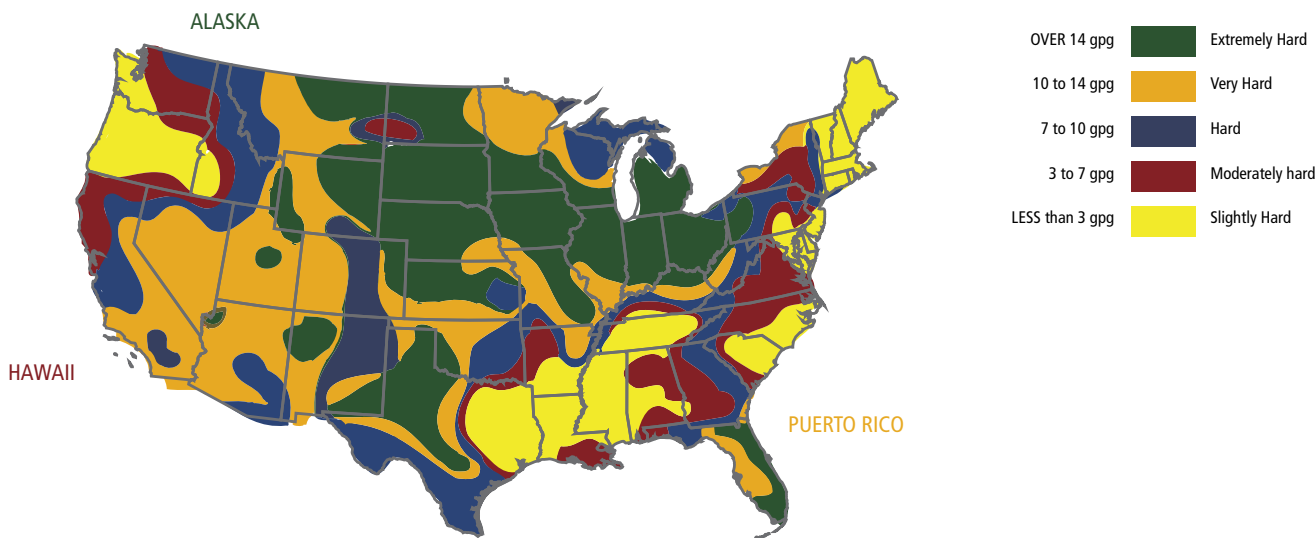 ALASKA
OVER 14 gpg Extremely Hard
10 to 14 gpg Very Hard
7 to 10 gpg Hard
3 to 7 gpg Moderately hard
LESS than 3 gpg Slightly Hard
HAWAII
PUERTO RICO